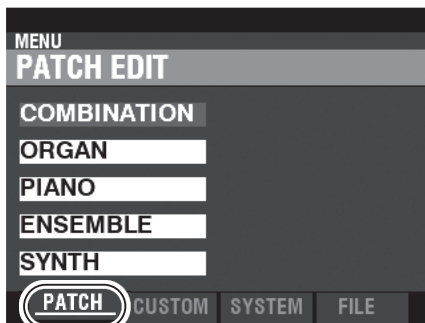 MENU
PATCH EDIT
COMBINATION
ORGAN
PIANO
ENSEMBLE
SYNTH
PATCH CUSTOM SYSTEM FILE